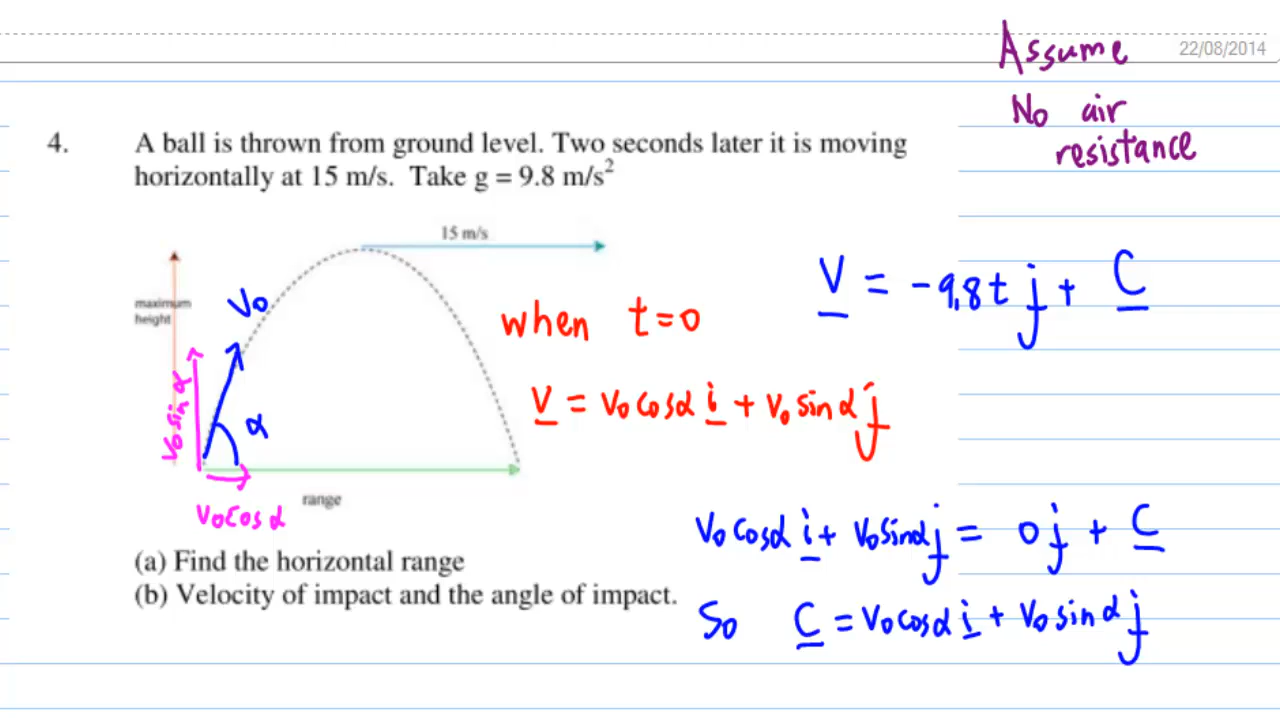 Assume
22/08/2014
No air
resistance
4. A ball is thrown from ground level. Two seconds later it is moving
horizontally at 15 m/s. Take g = 9.8 m/s²
15 m/s
maximum
height
V₀
V₀ sin α
α
V₀ cos α
range
V = -9.8t j + C
when t=0
V = V₀ cos α i + V₀ sin α j
V₀ cos α i + V₀ sin α j = 0 j + C
So C = V₀ cos α i + V₀ sin α j
(a) Find the horizontal range
(b) Velocity of impact and the angle of impact.